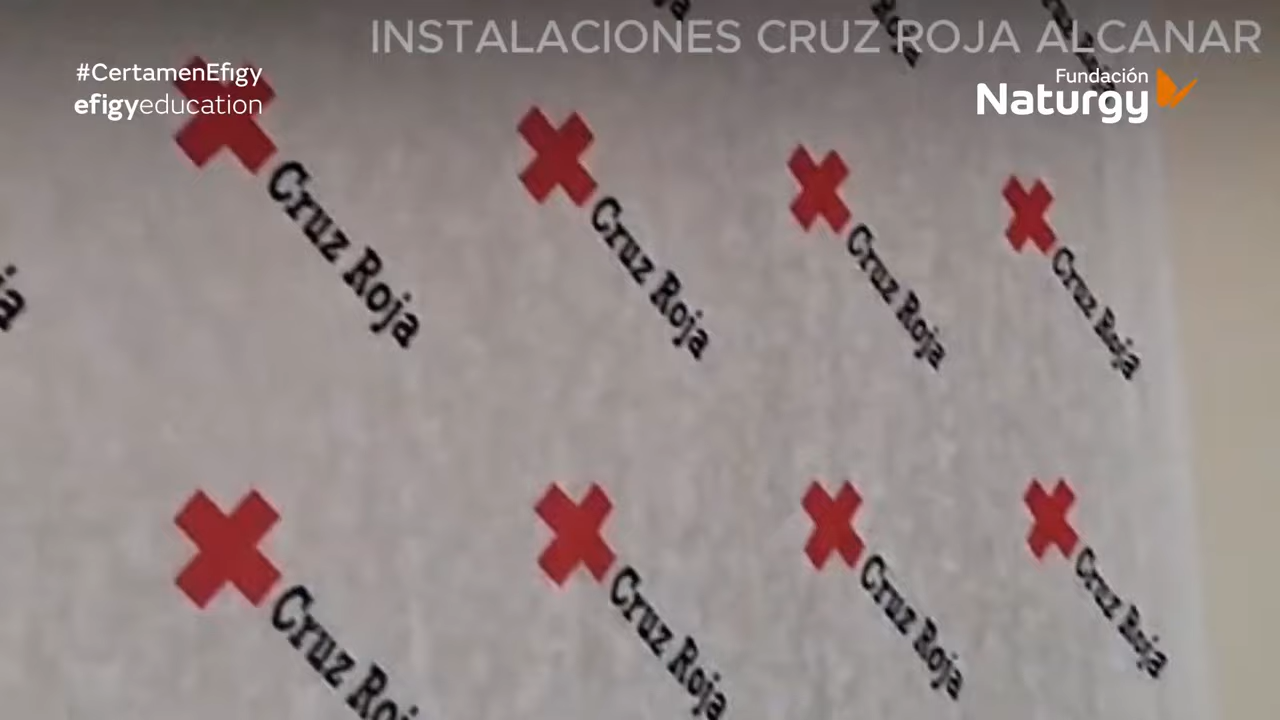 INSTALACIONES CRUZ ROJA ALCANAR
#CertamenEfigy
efigyeducation
Fundación
Naturgy
Cruz Roja
Cruz Roja
Cruz Roja
Cruz Roja
Cruz Roja
Cruz Roja
Cruz Roja
Cruz Roja